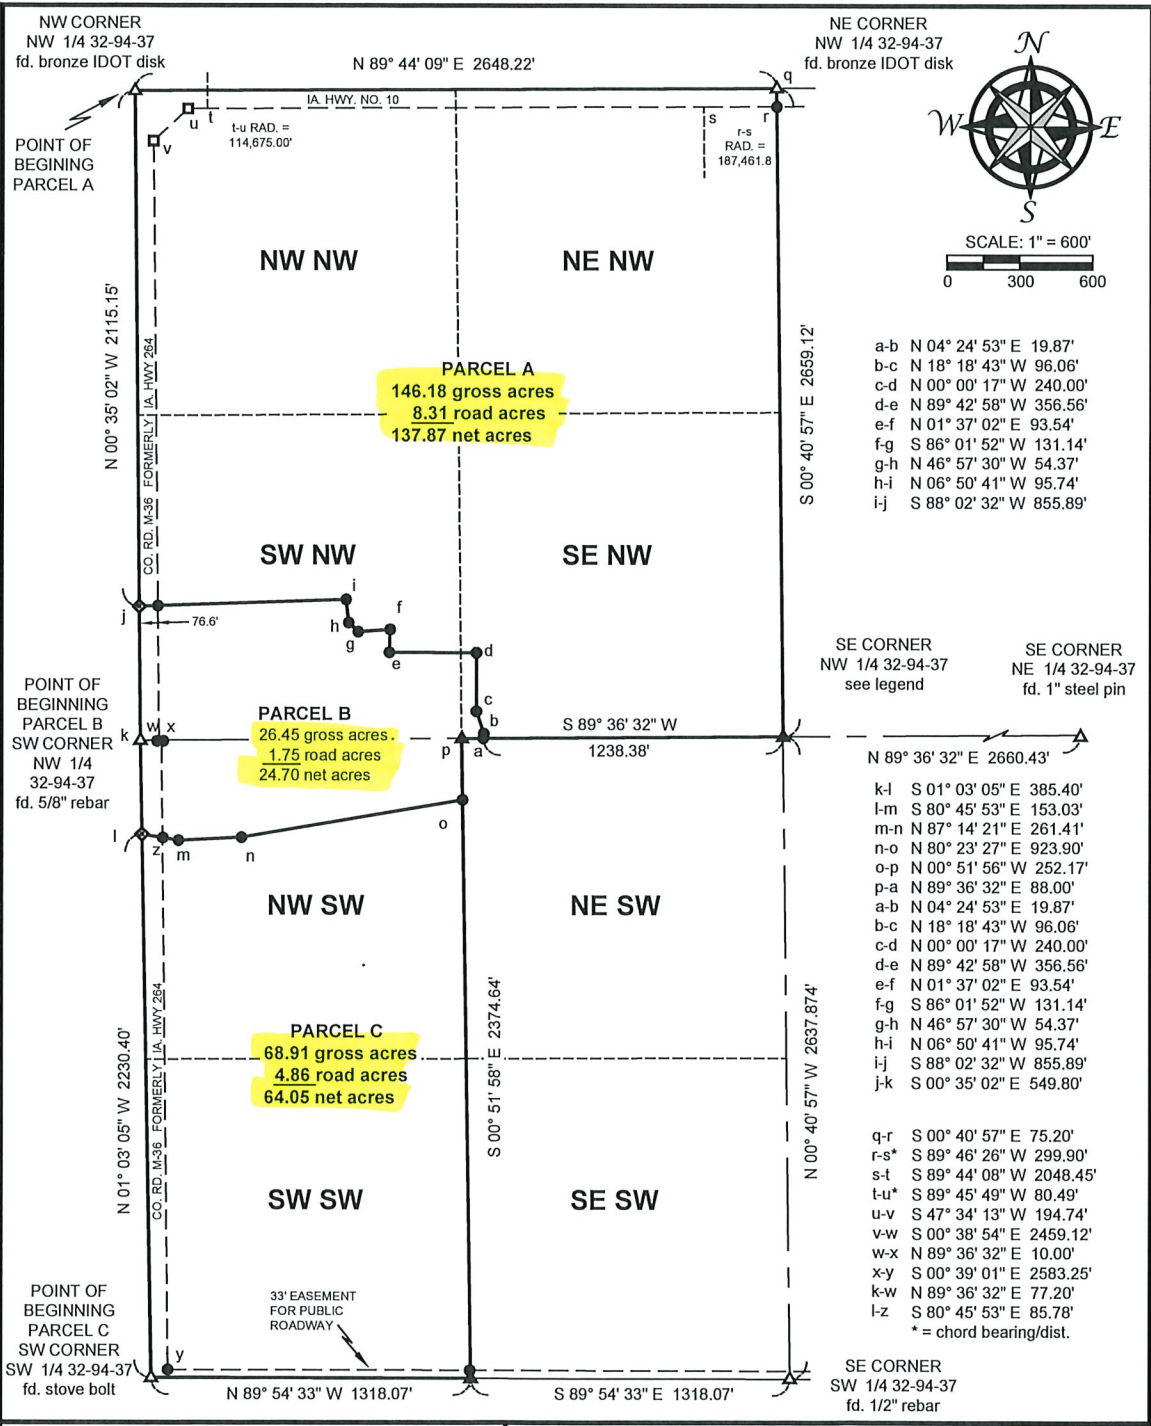 NW CORNER
NW 1/4 32-94-37
fd. bronze IDOT disk
N 89° 44' 09" E 2648.22'
NE CORNER
NW 1/4 32-94-37
fd. bronze IDOT disk
q
N
W
E
S
IA. HWY. NO. 10
u
t
v
t-u RAD. =
114,675.00'
s
r
r-s
RAD. =
187,461.8
POINT OF
BEGINING
PARCEL A
SCALE: 1" = 600'
0 300 600
NW NW
NE NW
N 00° 35' 02" W 2115.15'
CO. RD. M-36 FORMERLY IA. HWY 264
S 00° 40' 57" E 2659.12'
PARCEL A
146.18 gross acres
8.31 road acres
137.87 net acres
a-b N 04° 24' 53" E 19.87'
b-c N 18° 18' 43" W 96.06'
c-d N 00° 00' 17" W 240.00'
d-e N 89° 42' 58" W 356.56'
e-f N 01° 37' 02" E 93.54'
f-g S 86° 01' 52" W 131.14'
g-h N 46° 57' 30" W 54.37'
h-i N 06° 50' 41" W 95.74'
i-j S 88° 02' 32" W 855.89'
SW NW
SE NW
i
j
76.6'
h
f
g
e
d
c
b
SE CORNER
NW 1/4 32-94-37
see legend
SE CORNER
NE 1/4 32-94-37
fd. 1" steel pin
POINT OF
BEGINNING
PARCEL B
SW CORNER
NW 1/4
32-94-37
fd. 5/8" rebar
k
w
x
PARCEL B
26.45 gross acres.
1.75 road acres
24.70 net acres
p
a
S 89° 36' 32" W
1238.38'
N 89° 36' 32" E 2660.43'
l
z
m
n
o
k-l S 01° 03' 05" E 385.40'
l-m S 80° 45' 53" E 153.03'
m-n N 87° 14' 21" E 261.41'
n-o N 80° 23' 27" E 923.90'
o-p N 00° 51' 56" W 252.17'
p-a N 89° 36' 32" E 88.00'
a-b N 04° 24' 53" E 19.87'
b-c N 18° 18' 43" W 96.06'
c-d N 00° 00' 17" W 240.00'
d-e N 89° 42' 58" W 356.56'
e-f N 01° 37' 02" E 93.54'
f-g S 86° 01' 52" W 131.14'
g-h N 46° 57' 30" W 54.37'
h-i N 06° 50' 41" W 95.74'
i-j S 88° 02' 32" W 855.89'
j-k S 00° 35' 02" E 549.80'
NW SW
NE SW
N 01° 03' 05" W 2230.40'
CO. RD. M-36 FORMERLY IA. HWY 264
PARCEL C
68.91 gross acres
4.86 road acres
64.05 net acres
S 00° 51' 58" E 2374.64'
N 00° 40' 57" W 2637.874'
SW SW
SE SW
q-r S 00° 40' 57" E 75.20'
r-s* S 89° 46' 26" W 299.90'
s-t S 89° 44' 08" W 2048.45'
t-u* S 89° 45' 49" W 80.49'
u-v S 47° 34' 13" W 194.74'
v-w S 00° 38' 54" E 2459.12'
w-x N 89° 36' 32" E 10.00'
x-y S 00° 39' 01" E 2583.25'
k-w N 89° 36' 32" E 77.20'
l-z S 80° 45' 53" E 85.78'
* = chord bearing/dist.
33' EASEMENT
FOR PUBLIC
ROADWAY
POINT OF
BEGINNING
PARCEL C
SW CORNER
SW 1/4 32-94-37
fd. stove bolt
y
N 89° 54' 33" W 1318.07'
S 89° 54' 33" E 1318.07'
SE CORNER
SW 1/4 32-94-37
fd. 1/2" rebar